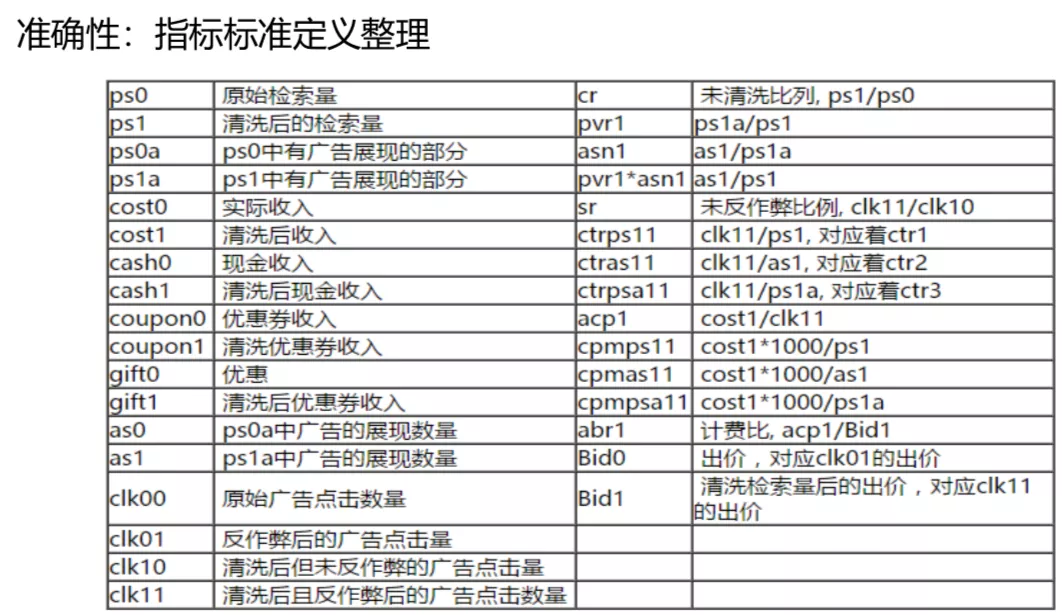 准确性：指标标准定义整理
ps0 原始检索量 cr 未清洗比列, ps1/ps0
ps1 清洗后的检索量 pvr1 ps1a/ps1
ps0a ps0中有广告展现的部分 asn1 as1/ps1a
ps1a ps1中有广告展现的部分 pvr1*asn1 as1/ps1
cost0 实际收入 sr 未反作弊比例, clk11/clk10
cost1 清洗后收入 ctrps11 clk11/ps1, 对应着ctr1
cash0 现金收入 ctras11 clk11/as1, 对应着ctr2
cash1 清洗后现金收入 ctrpsa11 clk11/ps1a, 对应着ctr3
coupon0 优惠券收入 acp1 cost1/clk11
coupon1 清洗优惠券收入 cpmps11 cost1*1000/ps1
gift0 优惠 cpmas11 cost1*1000/as1
gift1 清洗后优惠券收入 cpmpsa11 cost1*1000/ps1a
as0 ps0a中广告的展现数量 abr1 计费比, acp1/Bid1
as1 ps1a中广告的展现数量 Bid0 出价，对应clk01的出价
clk00 原始广告点击数量 Bid1 清洗检索量后的出价，对应clk11
的出价
clk01 反作弊后的广告点击量
clk10 清洗后但未反作弊的广告点击量
clk11 清洗后且反作弊后的广告点击数量